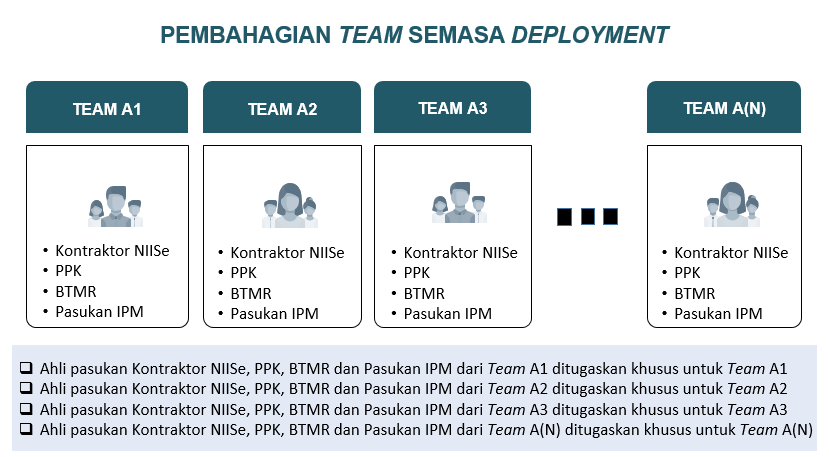 PEMBAHAGIAN TEAM SEMASA DEPLOYMENT
TEAM A1
• Kontraktor NIISe
• PPK
• BTMR
• Pasukan IPM
TEAM A2
• Kontraktor NIISe
• PPK
• BTMR
• Pasukan IPM
TEAM A3
• Kontraktor NIISe
• PPK
• BTMR
• Pasukan IPM
TEAM A(N)
• Kontraktor NIISe
• PPK
• BTMR
• Pasukan IPM
❑ Ahli pasukan Kontraktor NIISe, PPK, BTMR dan Pasukan IPM dari Team A1 ditugaskan khusus untuk Team A1
❑ Ahli pasukan Kontraktor NIISe, PPK, BTMR dan Pasukan IPM dari Team A2 ditugaskan khusus untuk Team A2
❑ Ahli pasukan Kontraktor NIISe, PPK, BTMR dan Pasukan IPM dari Team A3 ditugaskan khusus untuk Team A3
❑ Ahli pasukan Kontraktor NIISe, PPK, BTMR dan Pasukan IPM dari Team A(N) ditugaskan khusus untuk Team A(N)